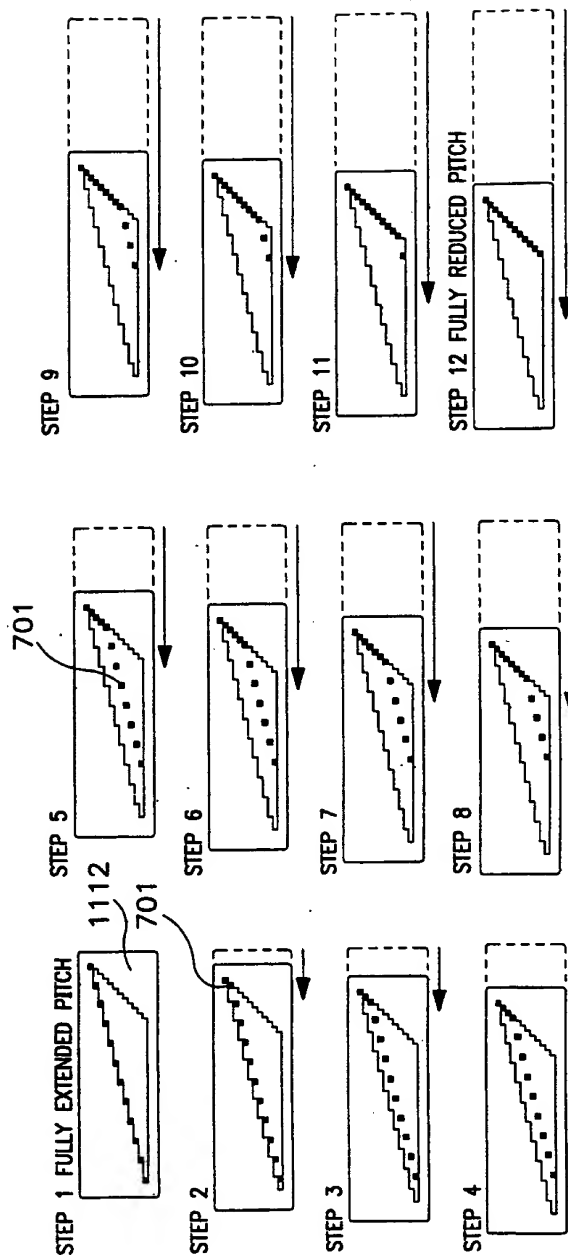 STEP 1 FULLY EXTENDED PITCH
1112
701
STEP 2
STEP 3
STEP 4
701
STEP 5
STEP 6
STEP 7
STEP 8
STEP 9
STEP 10
STEP 11
STEP 12 FULLY REDUCED PITCH